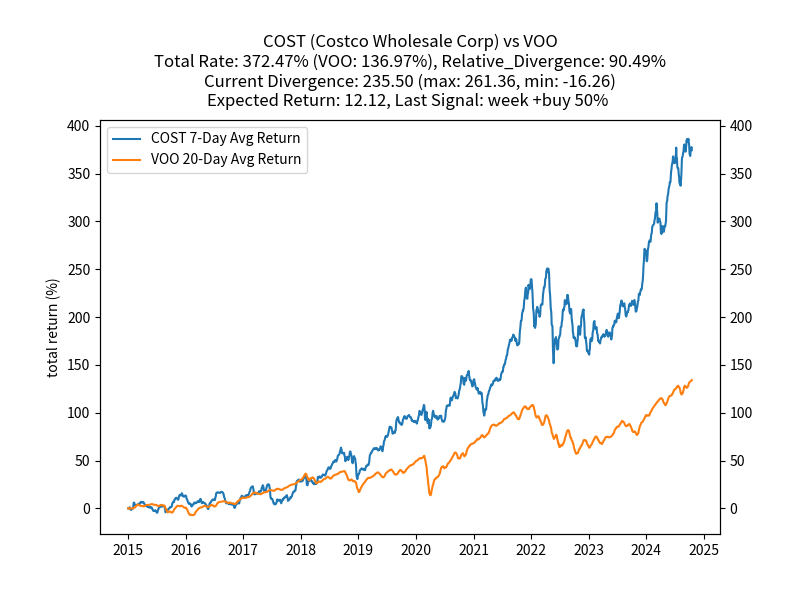 COST (Costco Wholesale Corp) vs VOO
Total Rate: 372.47% (VOO: 136.97%), Relative_Divergence: 90.49%
Current Divergence: 235.50 (max: 261.36, min: -16.26)
Expected Return: 12.12, Last Signal: week +buy 50%
COST 7-Day Avg Return
VOO 20-Day Avg Return
total return (%)
400
350
300
250
200
150
100
50
0
400
350
300
250
200
150
100
50
0
2015 2016 2017 2018 2019 2020 2021 2022 2023 2024 2025